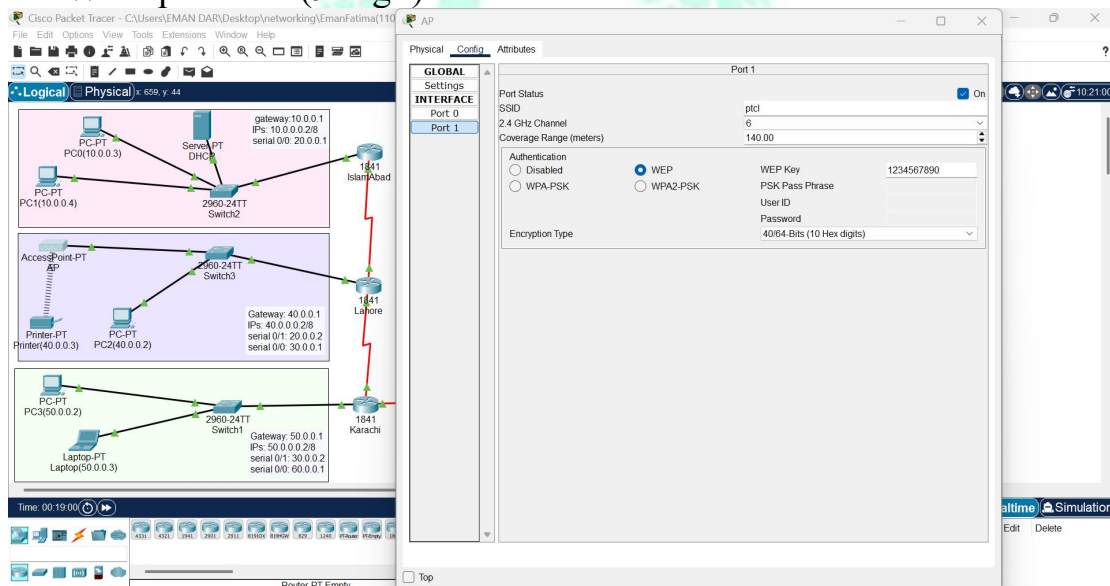 Cisco Packet Tracer - C:\Users\EMAN DAR\Desktop\networking\EmanFatima(110
File Edit Options View Tools Extensions Window Help
Logical Physical x: 659, y: 44
10:21:00
gateway:10.0.0.1
IPs: 10.0.0.0.2/8
serial 0/0: 20.0.0.1
PC-PT
PC0(10.0.0.3)
Server-PT
DHCP
1841
IslamAbad
PC-PT
PC1(10.0.0.4)
2960-24TT
Switch2
AccessPoint-PT
AP
2960-24TT
Switch3
1841
Lahore
Gateway: 40.0.0.1
IPs: 40.0.0.0.2/8
serial 0/1: 20.0.0.2
serial 0/0: 30.0.0.1
Printer-PT
Printer(40.0.0.3)
PC-PT
PC2(40.0.0.2)
PC-PT
PC3(50.0.0.2)
2960-24TT
Switch1
1841
Karachi
Gateway: 50.0.0.1
IPs: 50.0.0.0.2/8
serial 0/1: 30.0.0.2
serial 0/0: 60.0.0.1
Laptop-PT
Laptop(50.0.0.3)
Time: 00:19:00
altime Simulation
Edit Delete
4331 4321 1941 2901 2911 819IOX 819HGW 829 1240 PT-Router PT-Empty
Router PT Empty
AP
Physical Config Attributes
GLOBAL
Settings
INTERFACE
Port 0
Port 1
Port 1
Port Status On
SSID ptcl
2.4 GHz Channel 6
Coverage Range (meters) 140.00
Authentication
Disabled WEP WEP Key 1234567890
WPA-PSK WPA2-PSK PSK Pass Phrase
User ID
Password
Encryption Type 40/64-Bits (10 Hex digits)
Top
?